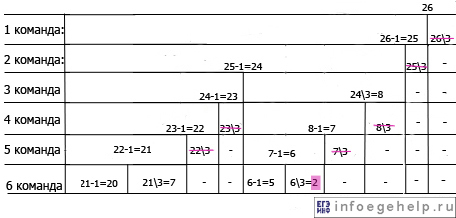 26
1 команда: 26-1=25 26\3
2 команда: 25-1=24 25\3 -
3 команда 24-1=23 24\3=8 - -
4 команда 23-1=22 23\3 8-1=7 8\3 - -
5 команда 22-1=21 22\3 - 7-1=6 7\3 - - -
6 команда 21-1=20 21\3=7 - - 6-1=5 6\3=2 - - - -
ЕГЭ ИНФ infoegehelp.ru